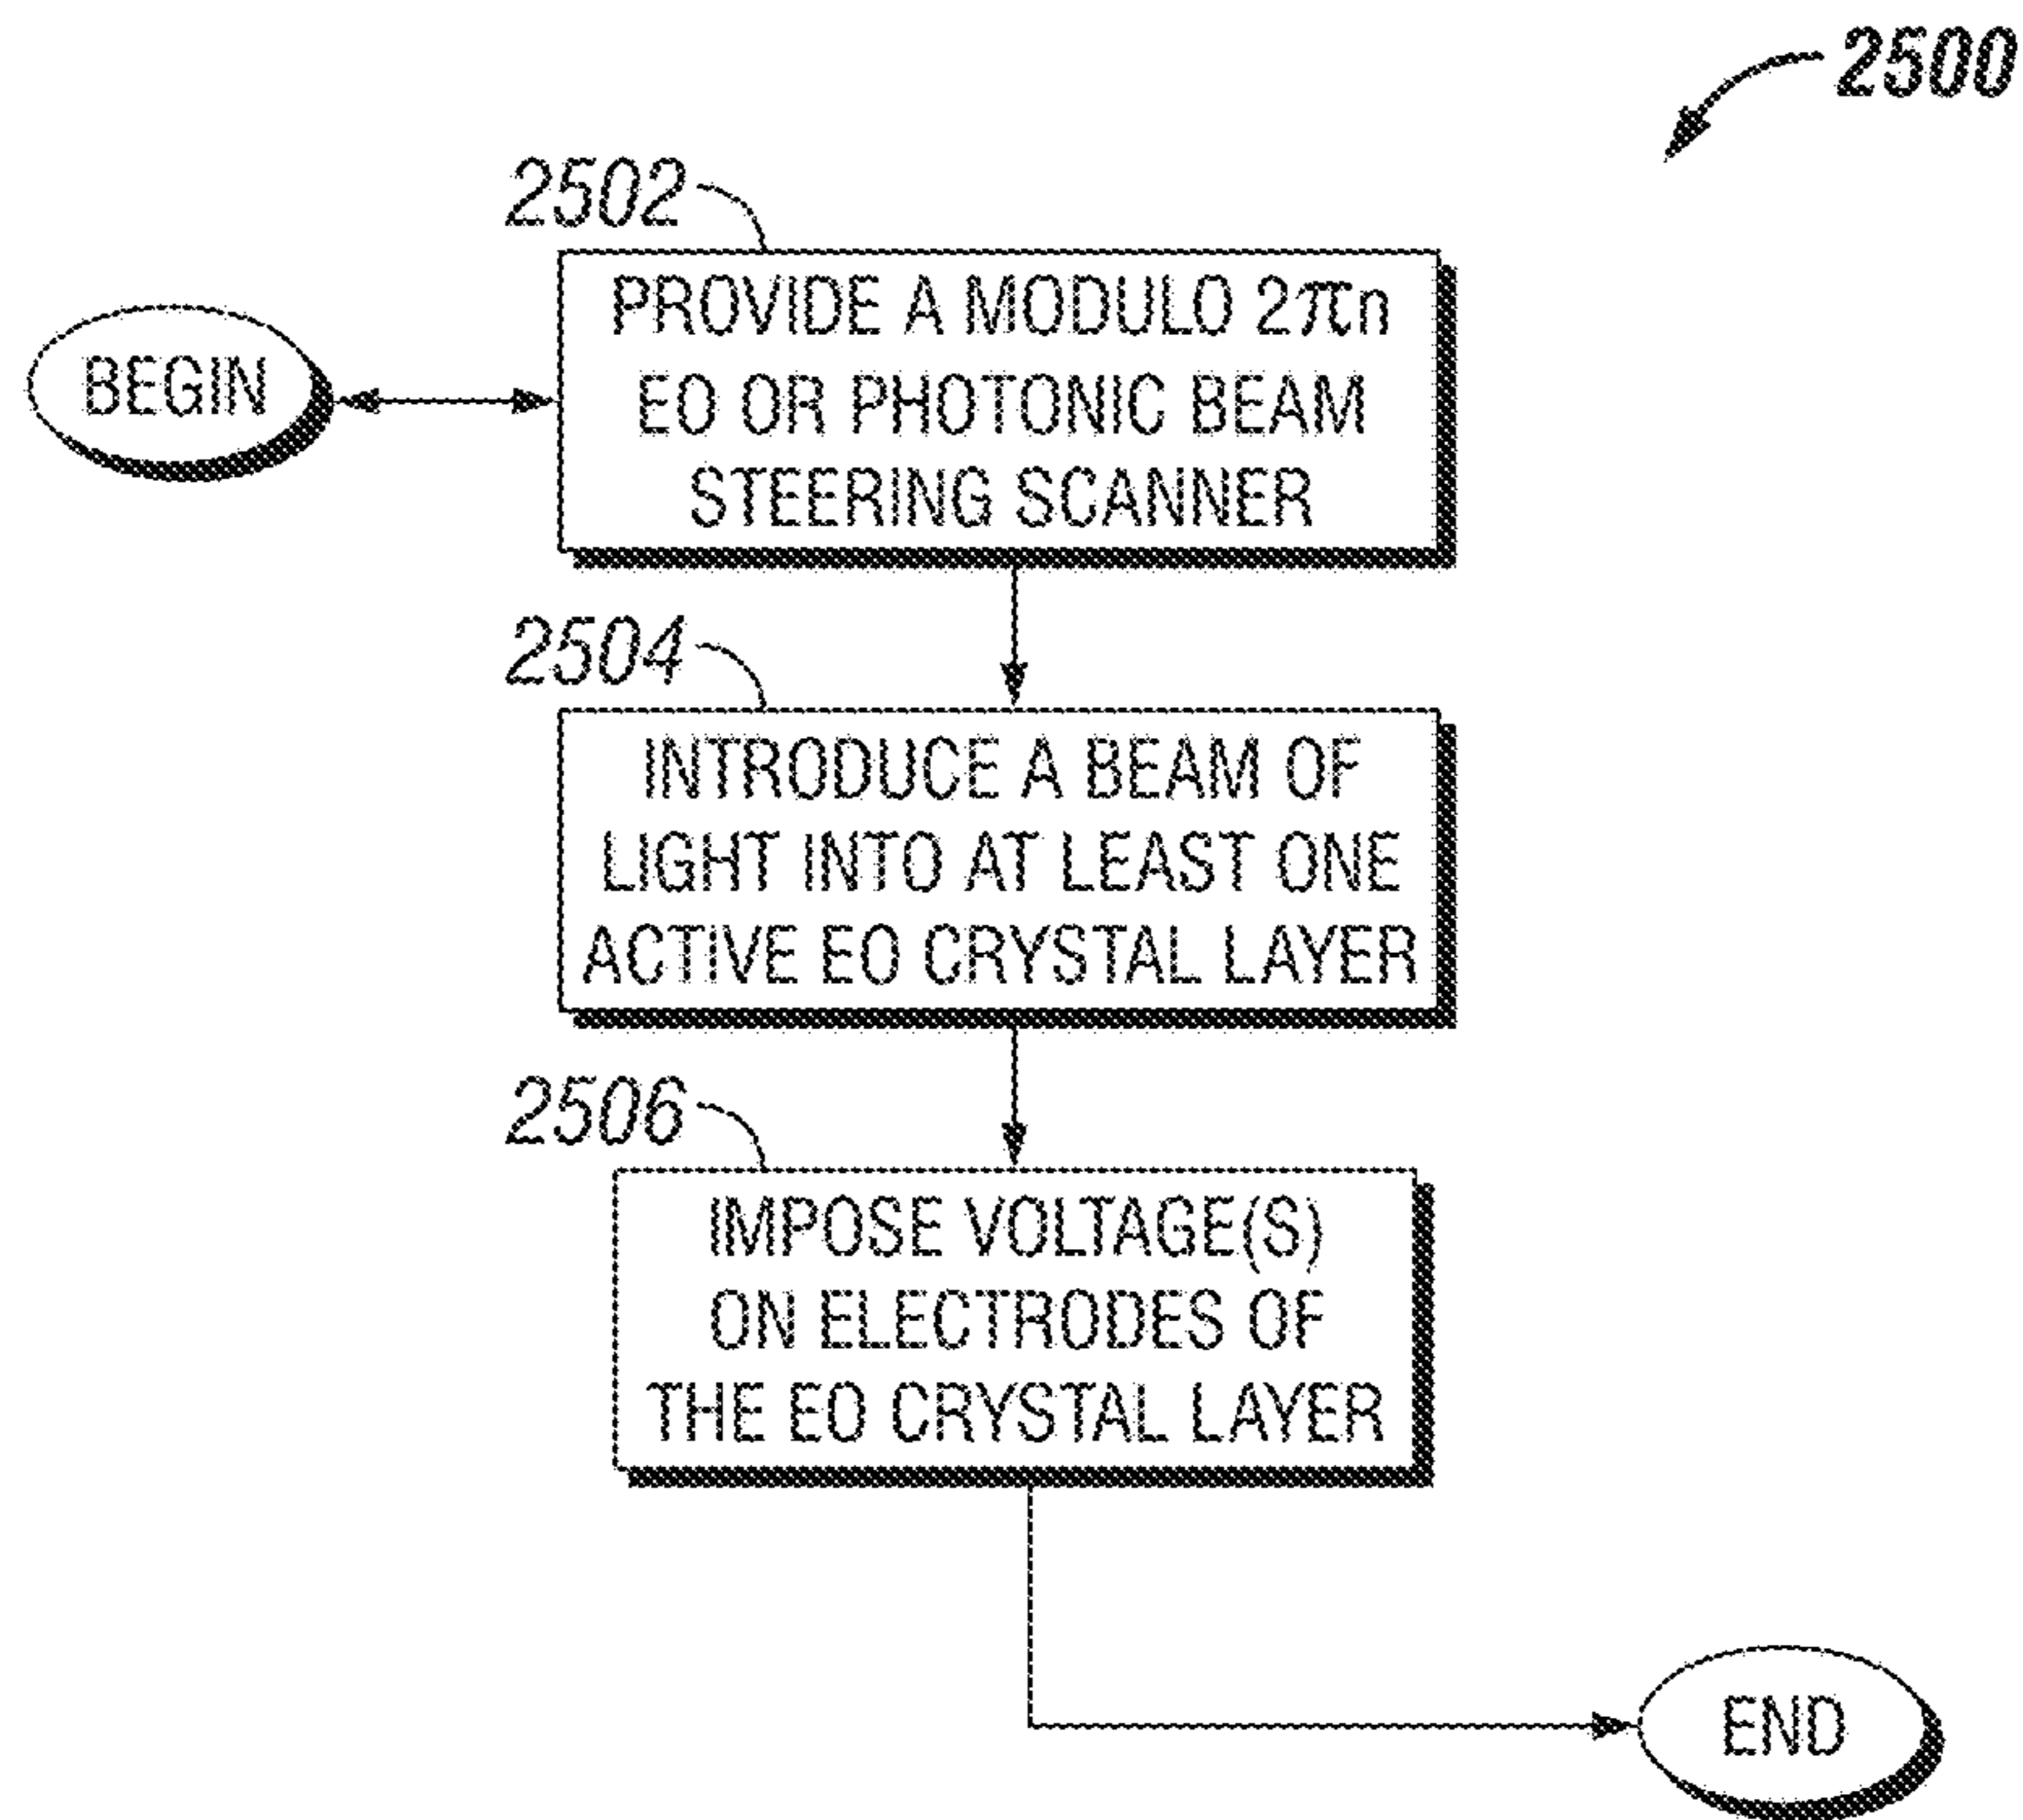 2500
2502
PROVIDE A MODULO 2πn
EO OR PHOTONIC BEAM
STEERING SCANNER
BEGIN
2504
INTRODUCE A BEAM OF
LIGHT INTO AT LEAST ONE
ACTIVE EO CRYSTAL LAYER
2506
IMPOSE VOLTAGE(S)
ON ELECTRODES OF
THE EO CRYSTAL LAYER
END